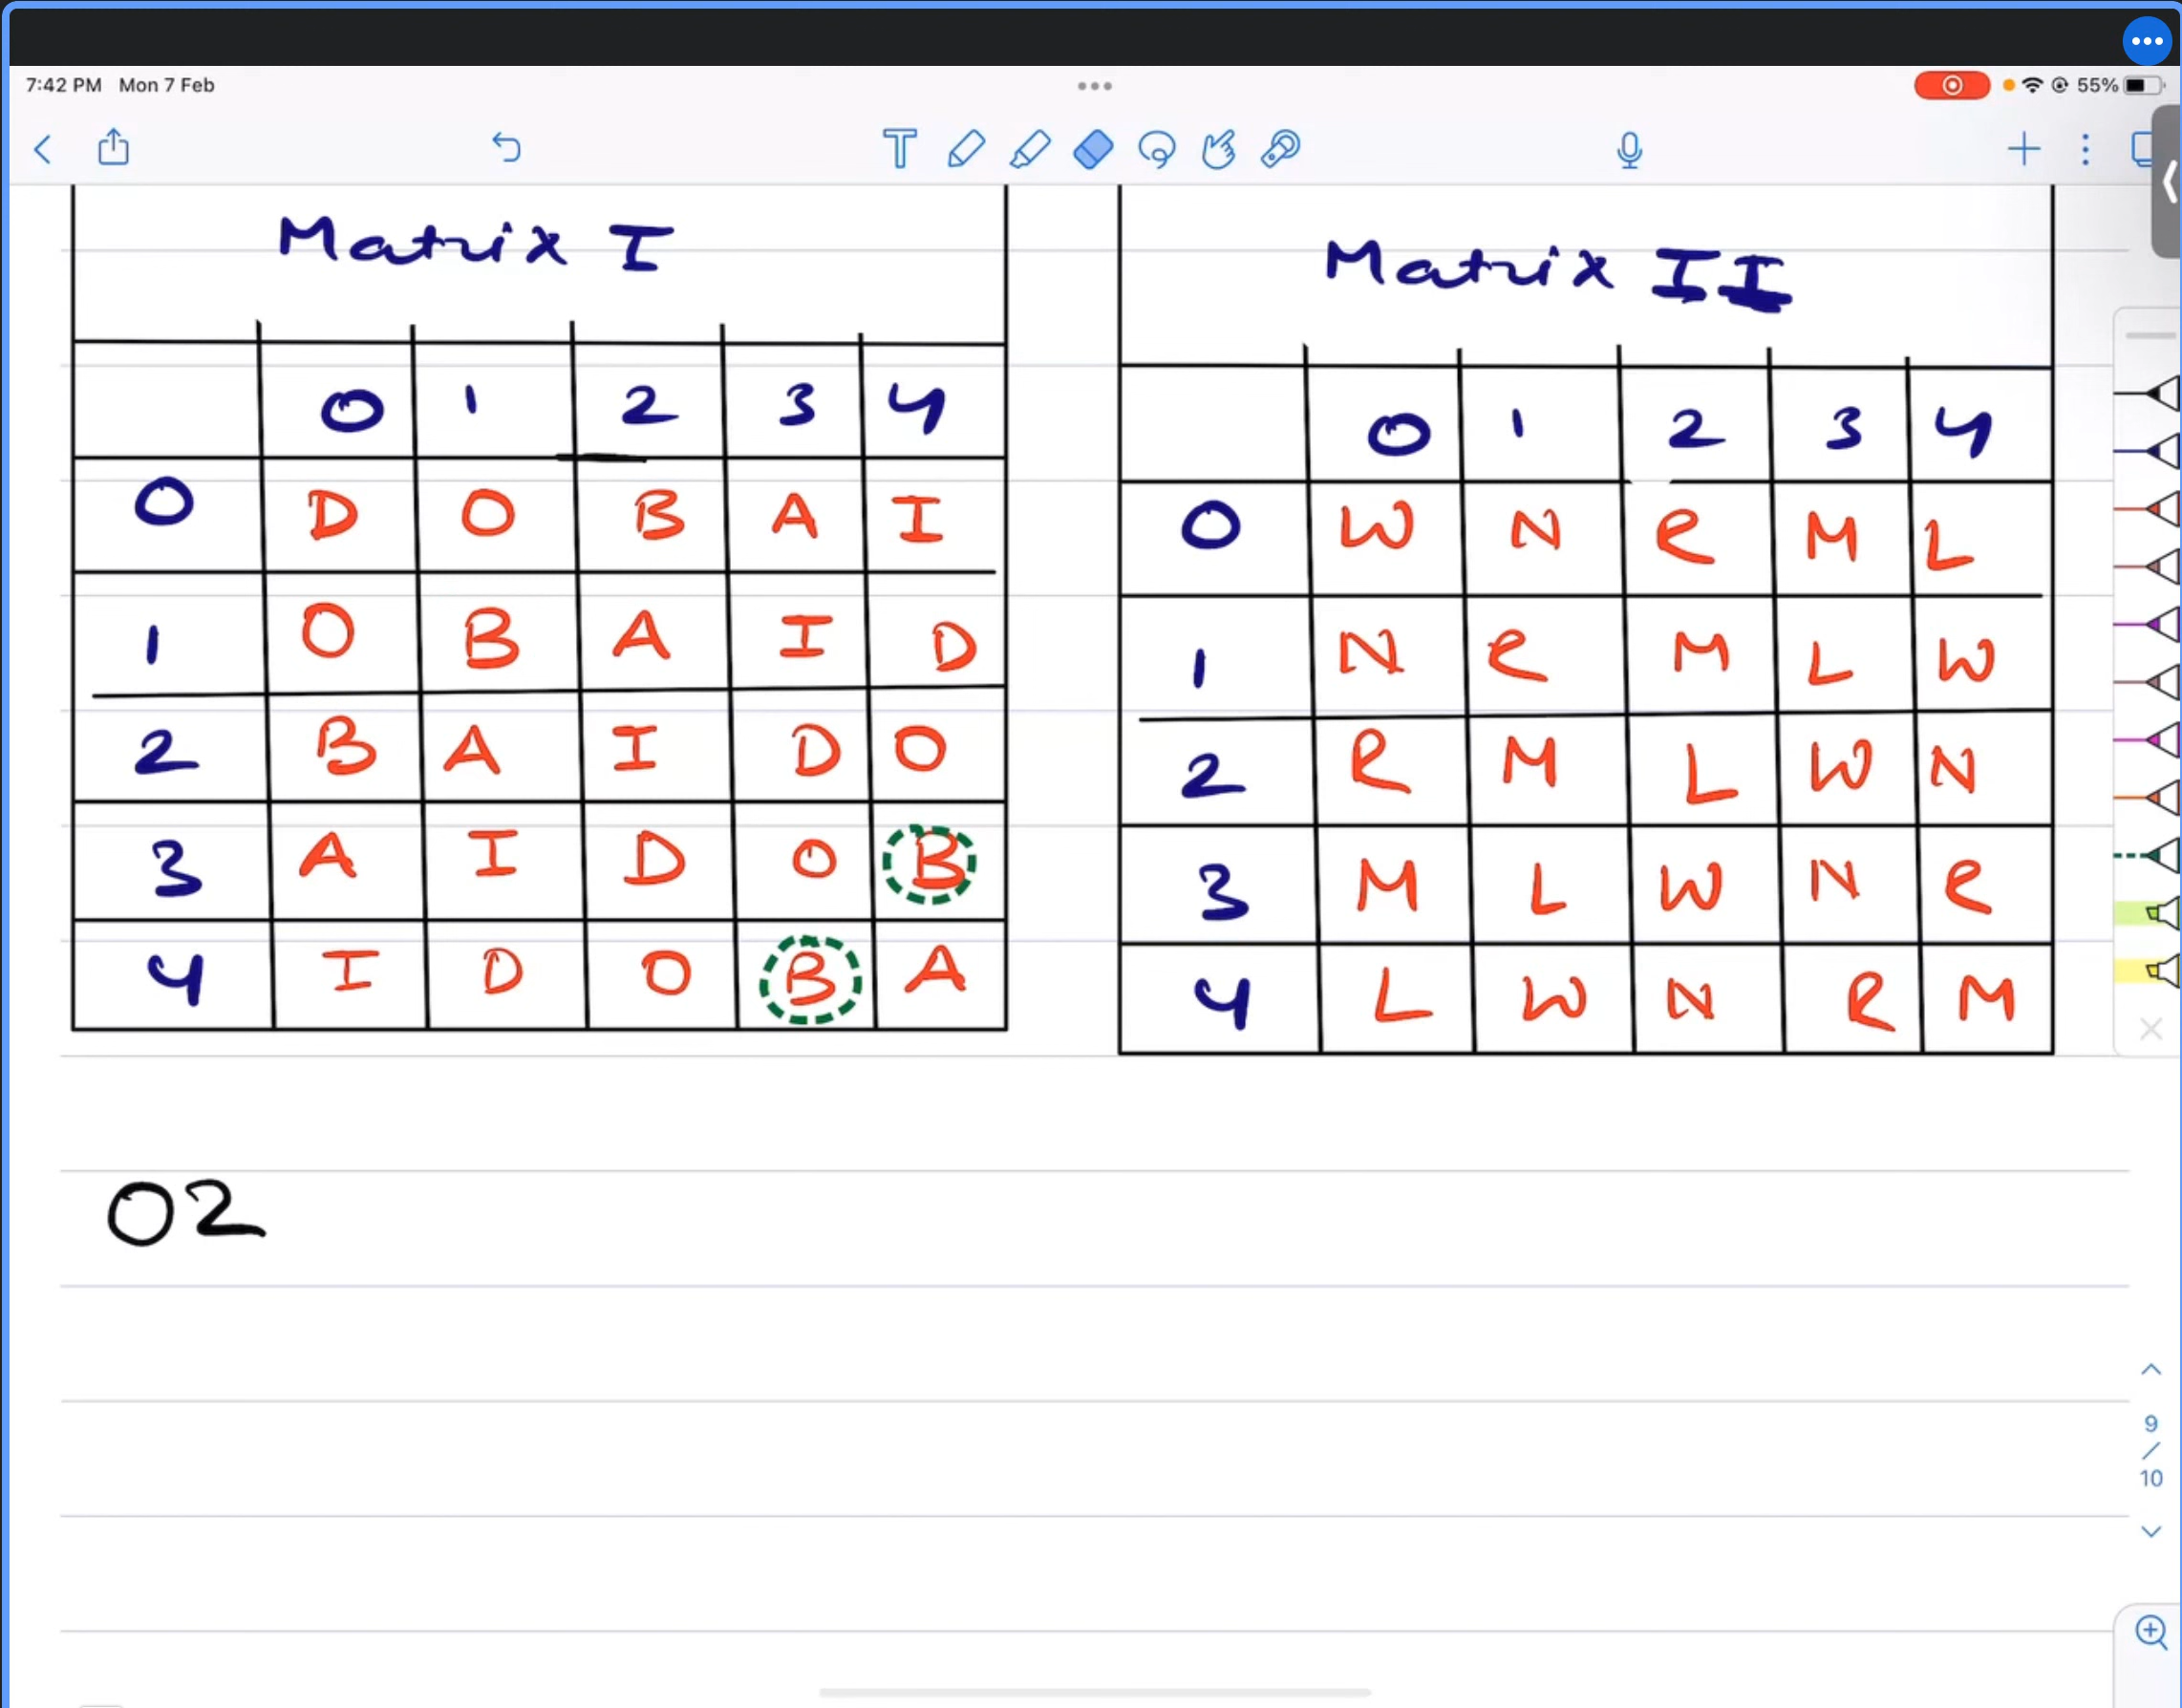 7:42 PM Mon 7 Feb
55%
T
Matrix I
0 1 2 3 4
0 D O B A I
1 O B A I D
2 B A I D O
3 A I D O B
4 I D O B A
Matrix II
0 1 2 3 4
0 W N R M L
1 N R M L W
2 R M L W N
3 M L W N R
4 L W N R M
02
9
/
10